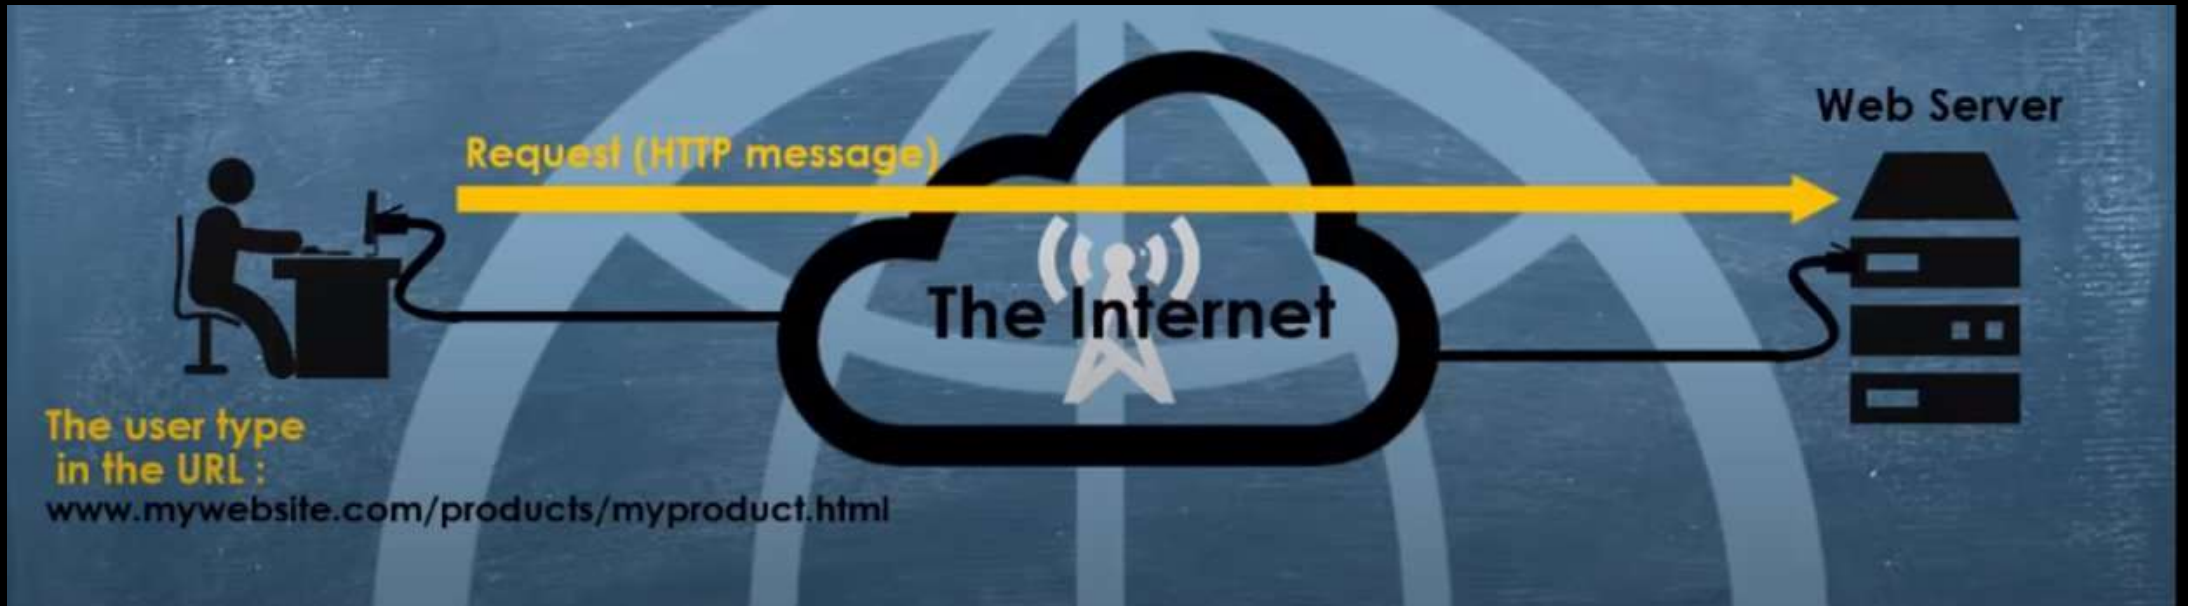 Web Server
Request (HTTP message)
The Internet
The user type
in the URL :
www.mywebsite.com/products/myproduct.html